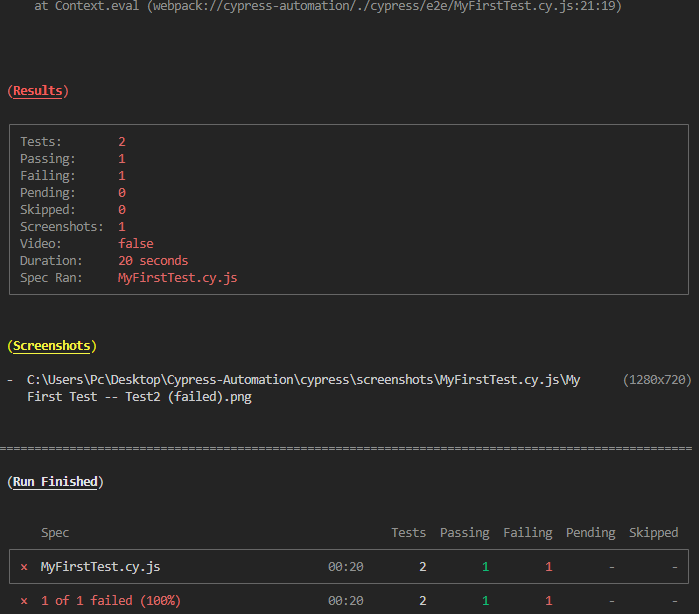 at Context.eval (webpack://cypress-automation/./cypress/e2e/MyFirstTest.cy.js:21:19)
(Results)
Tests: 2
Passing: 1
Failing: 1
Pending: 0
Skipped: 0
Screenshots: 1
Video: false
Duration: 20 seconds
Spec Ran: MyFirstTest.cy.js
(Screenshots)
- C:\Users\Pc\Desktop\Cypress-Automation\cypress\screenshots\MyFirstTest.cy.js\My (1280x720)
First Test -- Test2 (failed).png
====================================================================================================
(Run Finished)
Spec Tests Passing Failing Pending Skipped
× MyFirstTest.cy.js 00:20 2 1 1 - -
× 1 of 1 failed (100%) 00:20 2 1 1 - -